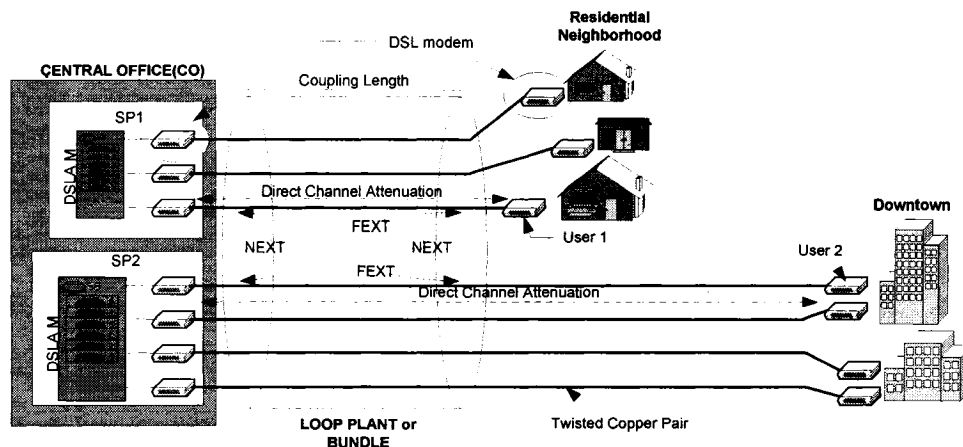 Residential
Neighborhood
DSL modem
CENTRAL OFFICE(CO)
Coupling Length
SP1
DSLAM
Direct Channel Attenuation
FEXT
User 1
Downtown
NEXT
NEXT
SP2
FEXT
User 2
Direct Channel Attenuation
DSLAM
LOOP PLANT or
BUNDLE
Twisted Copper Pair